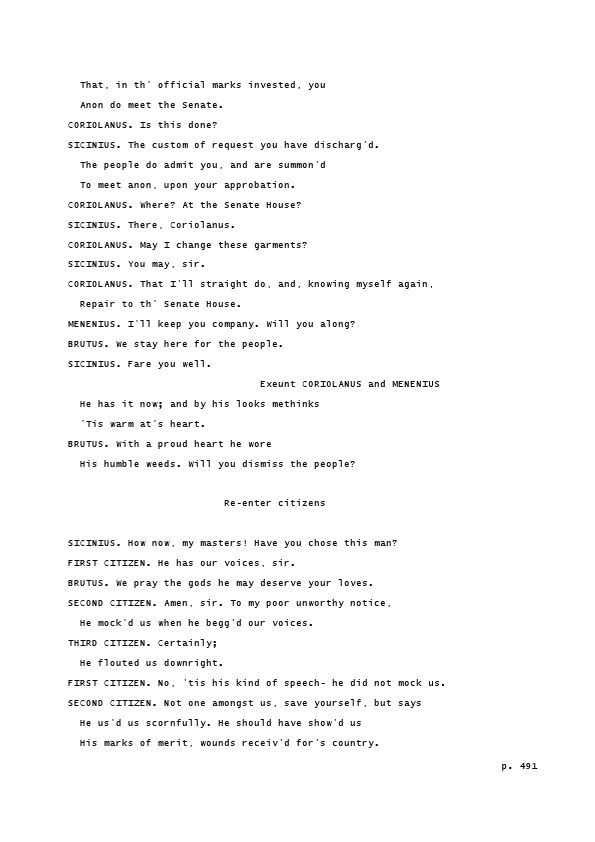 That, in th' official marks invested, you
Anon do meet the Senate.
CORIOLANUS. Is this done?
SICINIUS. The custom of request you have discharg'd.
The people do admit you, and are summon'd
To meet anon, upon your approbation.
CORIOLANUS. Where? At the Senate House?
SICINIUS. There, Coriolanus.
CORIOLANUS. May I change these garments?
SICINIUS. You may, sir.
CORIOLANUS. That I'll straight do, and, knowing myself again,
Repair to th' Senate House.
MENENIUS. I'll keep you company. Will you along?
BRUTUS. We stay here for the people.
SICINIUS. Fare you well.
Exeunt CORIOLANUS and MENENIUS
He has it now; and by his looks methinks
'Tis warm at's heart.
BRUTUS. With a proud heart he wore
His humble weeds. Will you dismiss the people?
Re-enter citizens
SICINIUS. How now, my masters! Have you chose this man?
FIRST CITIZEN. He has our voices, sir.
BRUTUS. We pray the gods he may deserve your loves.
SECOND CITIZEN. Amen, sir. To my poor unworthy notice,
He mock'd us when he begg'd our voices.
THIRD CITIZEN. Certainly;
He flouted us downright.
FIRST CITIZEN. No, 'tis his kind of speech- he did not mock us.
SECOND CITIZEN. Not one amongst us, save yourself, but says
He us'd us scornfully. He should have show'd us
His marks of merit, wounds receiv'd for's country.
p. 491